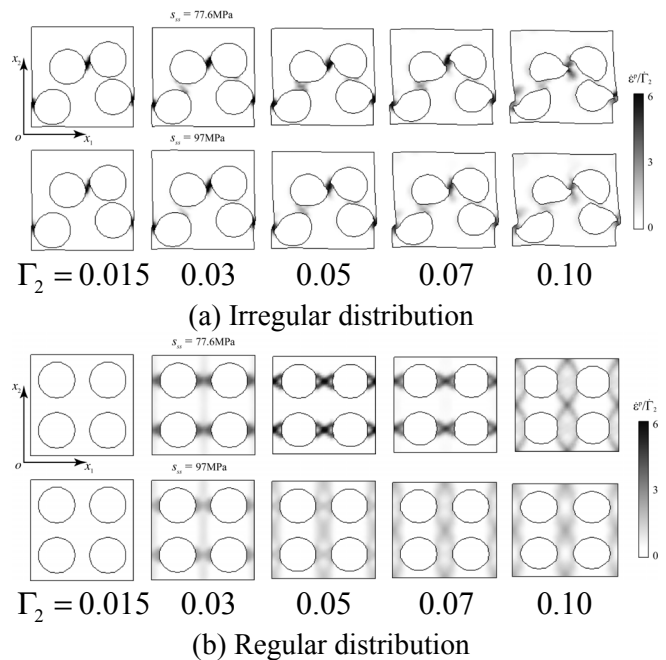 s_ss = 77.6MPa
x₂
ε̇ᵖ/Γ̇₂
6
3
0
o x₁
s_ss = 97MPa
Γ₂ = 0.015 0.03 0.05 0.07 0.10
(a) Irregular distribution
s_ss = 77.6MPa
x₂
ε̇ᵖ/Γ̇₂
6
3
0
o x₁
s_ss = 97MPa
Γ₂ = 0.015 0.03 0.05 0.07 0.10
(b) Regular distribution